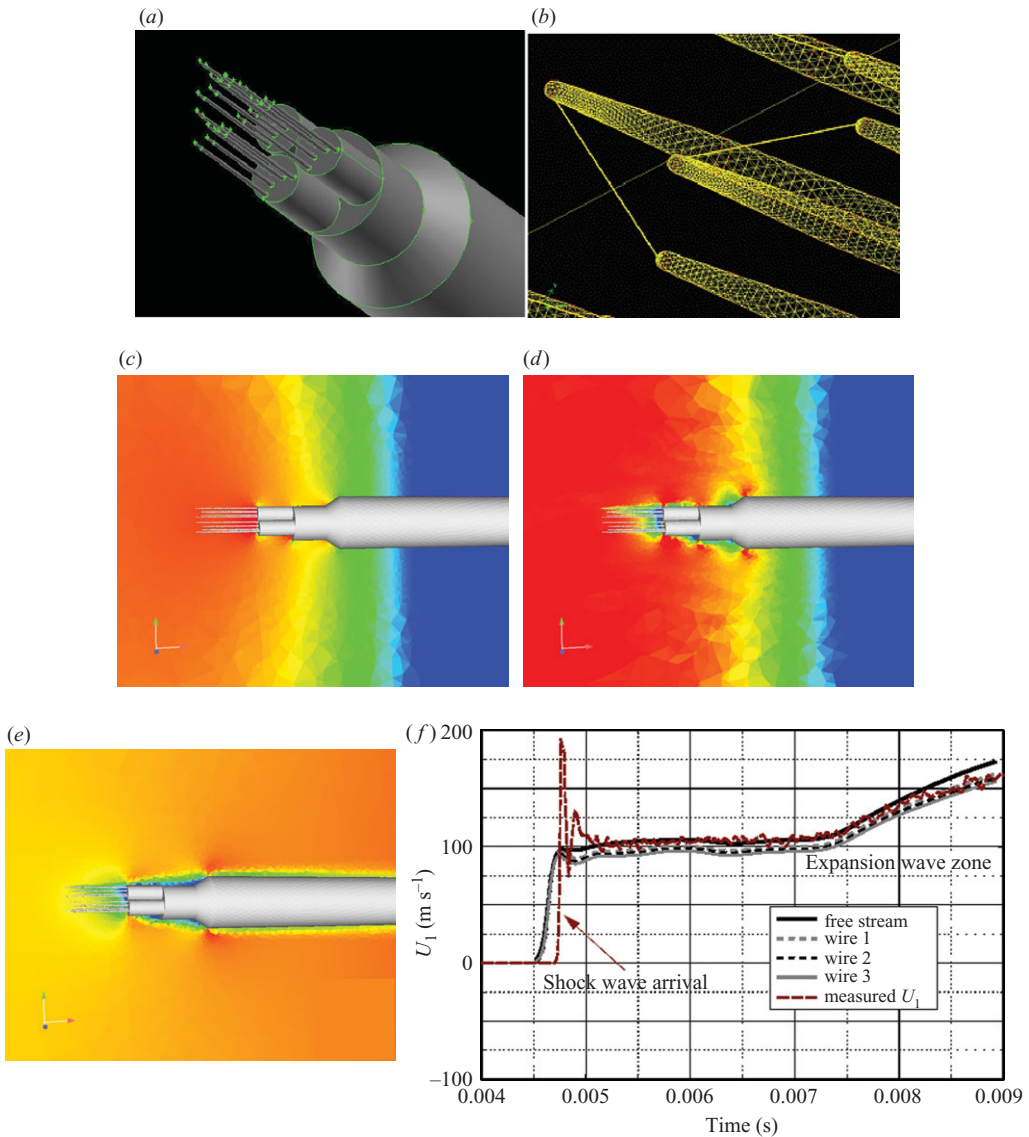 (a)
(b)
(c)
(d)
(e)
(f)
200
100
0
–100
U1 (m s−1)
Expansion wave zone
Shock wave arrival
free stream
wire 1
wire 2
wire 3
measured U1
0.004
0.005
0.006
0.007
0.008
0.009
Time (s)